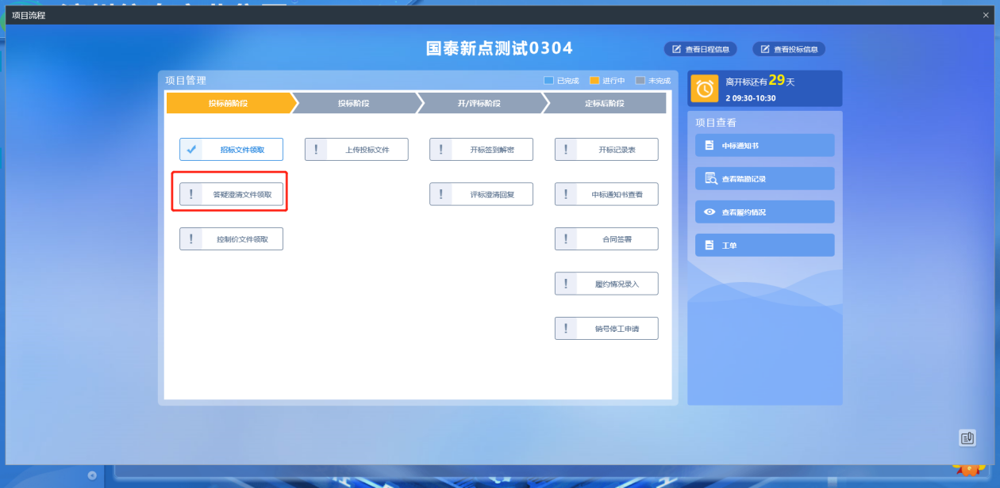 项目流程
国泰新点测试0304
查看日程信息
查看投标信息
项目管理
已完成
进行中
未完成
离开标还有29天
2 09:30-10:30
投标前阶段
投标阶段
开/评标阶段
定标后阶段
项目查看
招标文件领取
上传投标文件
开标签到解密
开标记录表
中标通知书
答疑澄清文件领取
评标澄清回复
中标通知书查看
查看踏勘记录
控制价文件领取
合同签署
查看履约情况
工单
履约情况录入
销号停工申请